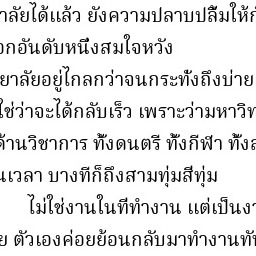 าลัยได้แล้ว ยังความปลาบปลื้มให้
อกอันดับหนึ่งสมใจหวัง
ยาลัยอยู่ไกลกว่าจนกระทั่งถึงบ่าย
ใช่ว่าจะได้กลับเร็ว เพราะว่ามหาวิท
ด้านวิชาการ ทั้งดนตรี ทั้งกีฬา ทั้ง
นเวลา บางทีก็ถึงสามทุ่มสี่ทุ่ม
ไม่ใช่งานในที่ทำงาน แต่เป็นง
ย ตัวเองค่อยย้อนกลับมาทำงานทั